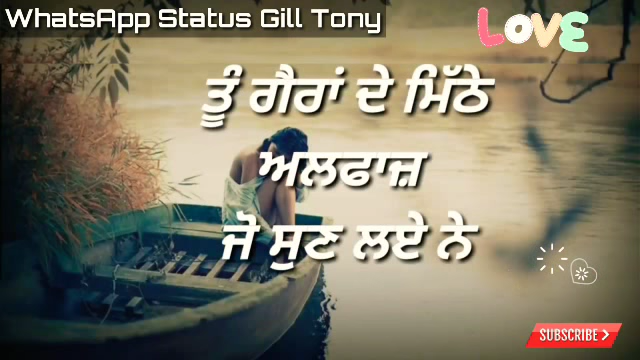 WhatsApp Status Gill Tony
LOVE
ਤੂੰ ਗੈਰਾਂ ਦੇ ਮਿੱਠੇ
ਅਲਫਾਜ਼
ਜੋ ਸੁਣ ਲਏ ਨੇ
SUBSCRIBE